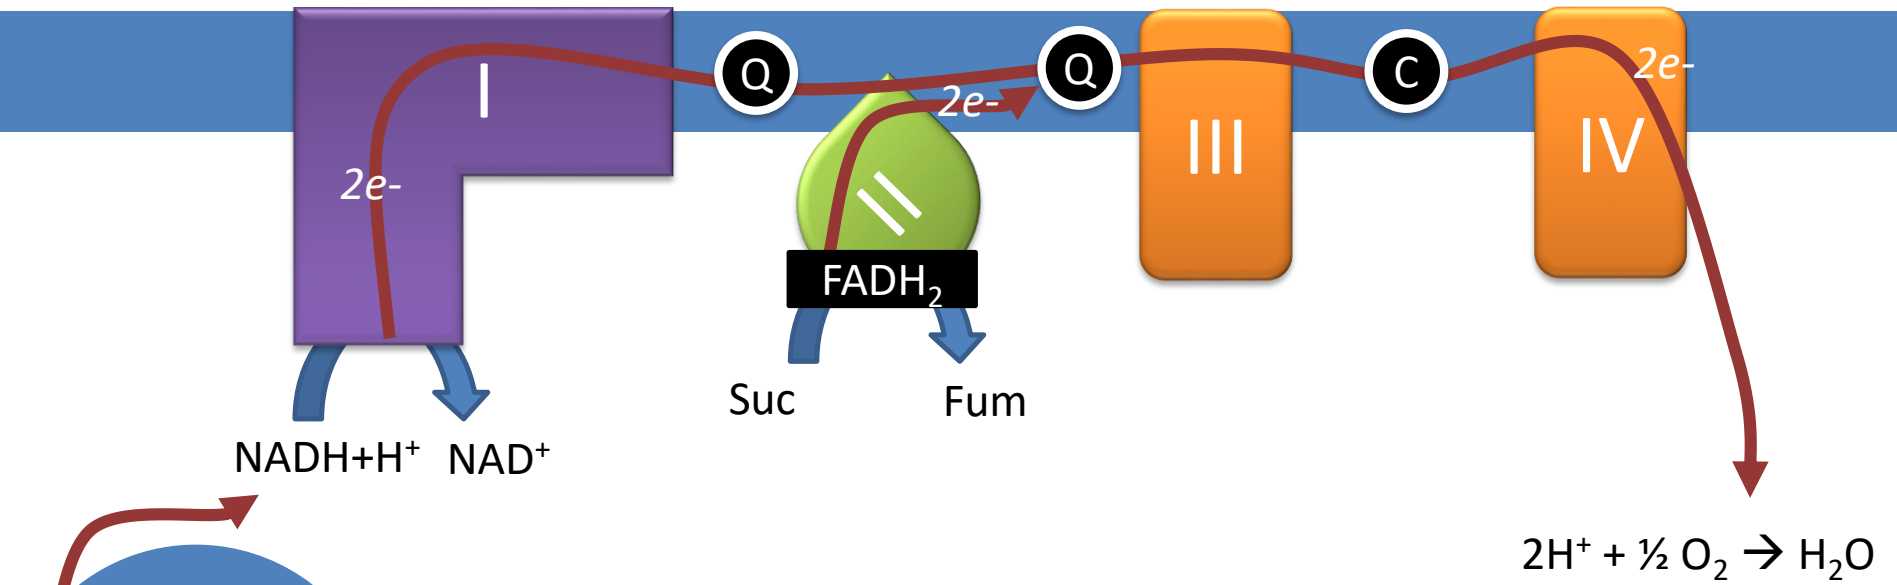 I
Q
Q
C
2e-
2e-
III
IV
2e-
II
FADH₂
Suc
Fum
NADH+H⁺
NAD⁺
2H⁺ + ½ O₂ → H₂O